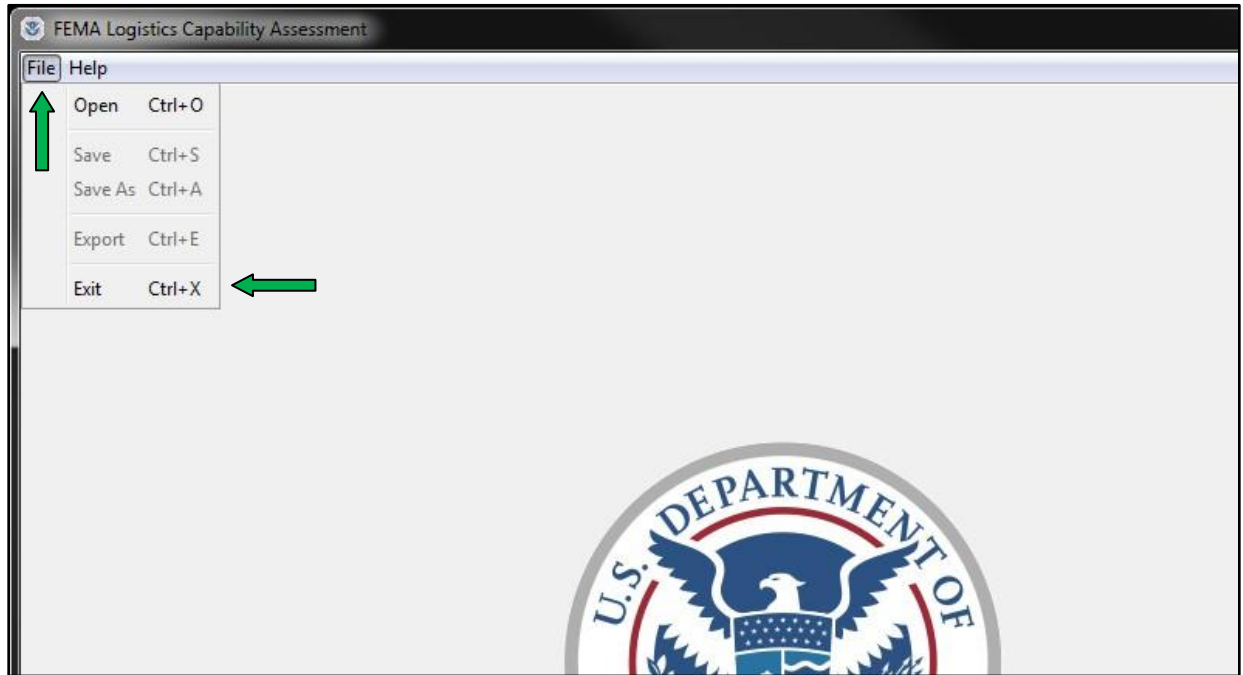 FEMA Logistics Capability Assessment
File Help
Open Ctrl+O
Save Ctrl+S
Save As Ctrl+A
Export Ctrl+E
Exit Ctrl+X
U.S. DEPARTMENT OF